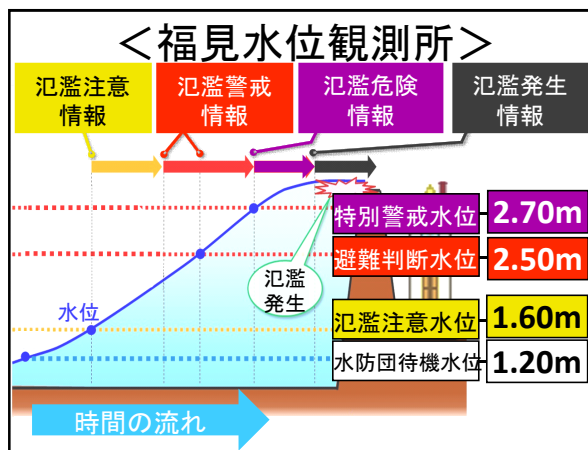 ＜福見水位観測所＞
氾濫注意
情報
氾濫警戒
情報
氾濫危険
情報
氾濫発生
情報
特別警戒水位 2.70m
避難判断水位 2.50m
氾濫
発生
水位
氾濫注意水位 1.60m
水防団待機水位 1.20m
時間の流れ